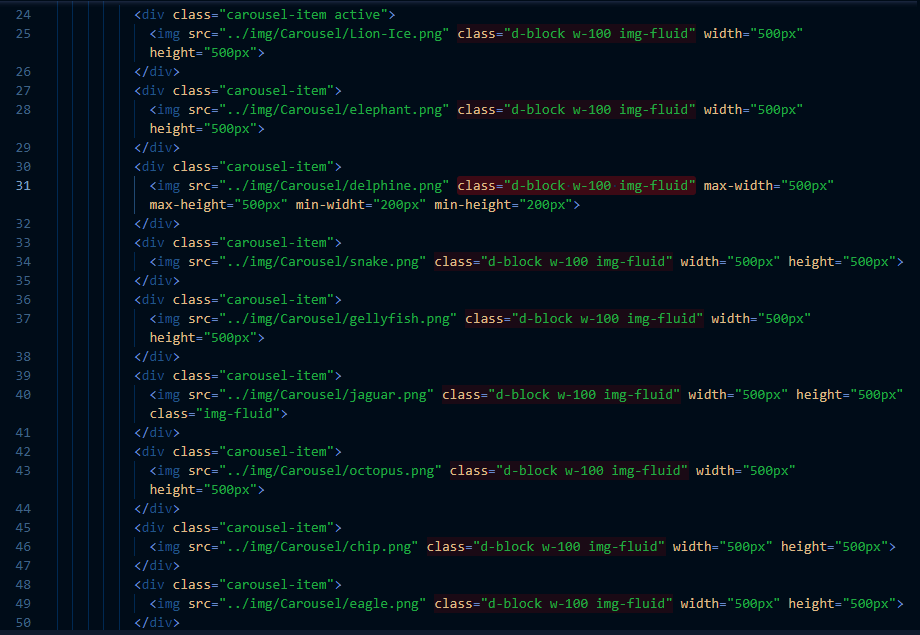 24 <div class="carousel-item active">
25 <img src="../img/Carousel/Lion-Ice.png" class="d-block w-100 img-fluid" width="500px"
height="500px">
26 </div>
27 <div class="carousel-item">
28 <img src="../img/Carousel/elephant.png" class="d-block w-100 img-fluid" width="500px"
height="500px">
29 </div>
30 <div class="carousel-item">
31 <img src="../img/Carousel/delphine.png" class="d-block w-100 img-fluid" max-width="500px"
max-height="500px" min-widht="200px" min-height="200px">
32 </div>
33 <div class="carousel-item">
34 <img src="../img/Carousel/snake.png" class="d-block w-100 img-fluid" width="500px" height="500px">
35 </div>
36 <div class="carousel-item">
37 <img src="../img/Carousel/gellyfish.png" class="d-block w-100 img-fluid" width="500px"
height="500px">
38 </div>
39 <div class="carousel-item">
40 <img src="../img/Carousel/jaguar.png" class="d-block w-100 img-fluid" width="500px" height="500px"
class="img-fluid">
41 </div>
42 <div class="carousel-item">
43 <img src="../img/Carousel/octopus.png" class="d-block w-100 img-fluid" width="500px"
height="500px">
44 </div>
45 <div class="carousel-item">
46 <img src="../img/Carousel/chip.png" class="d-block w-100 img-fluid" width="500px" height="500px">
47 </div>
48 <div class="carousel-item">
49 <img src="../img/Carousel/eagle.png" class="d-block w-100 img-fluid" width="500px" height="500px">
50 </div>